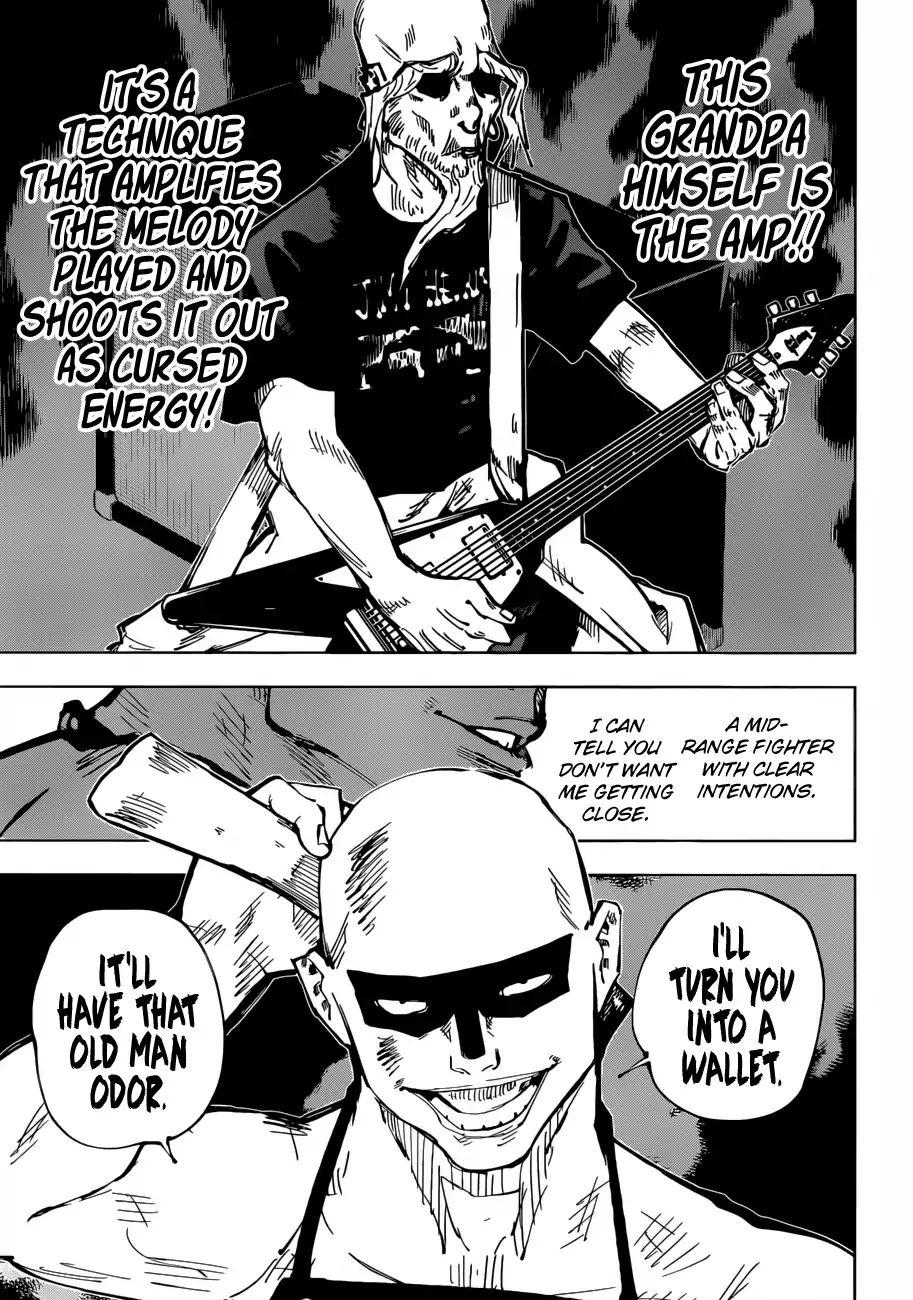 THIS
GRANDPA
HIMSELF IS
THE AMP!!
IT'S A
TECHNIQUE
THAT AMPLIFIES
THE MELODY
PLAYED AND
SHOOTS IT OUT
AS CURSED
ENERGY!
A MID-
RANGE FIGHTER
WITH CLEAR
INTENTIONS.
I CAN
TELL YOU
DON'T WANT
ME GETTING
CLOSE.
I'LL
TURN YOU
INTO A
WALLET.
IT'LL
HAVE THAT
OLD MAN
ODOR.